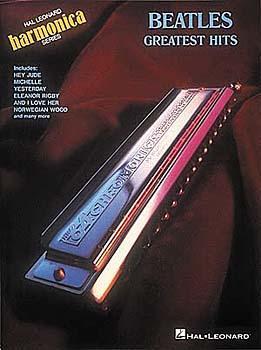 HAL LEONARD
harmonica
SERIES
BEATLES
GREATEST HITS
Includes:
HEY JUDE
MICHELLE
YESTERDAY
ELEANOR RIGBY
AND I LOVE HER
NORWEGIAN WOOD
and many more
HAL•LEONARD®